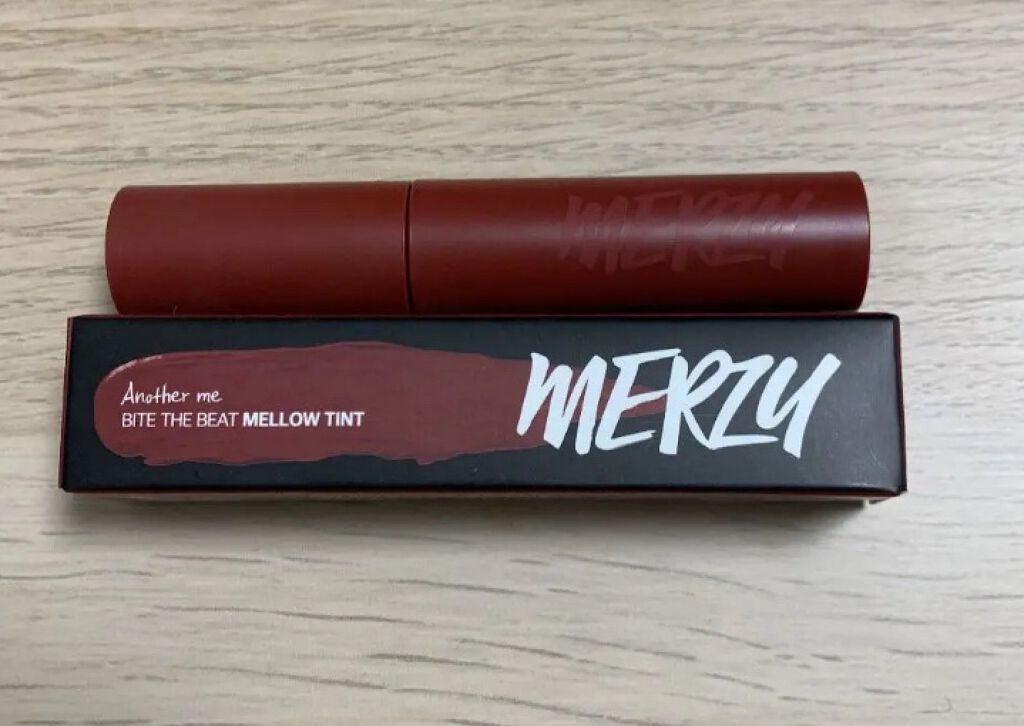 MERZY
Another me
BITE THE BEAT MELLOW TINT
MERZY